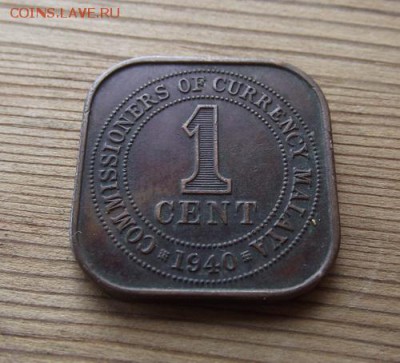 COINS.LAVE.RU
COMMISSIONERS OF CURRENCY MALAYA
1
CENT
1940